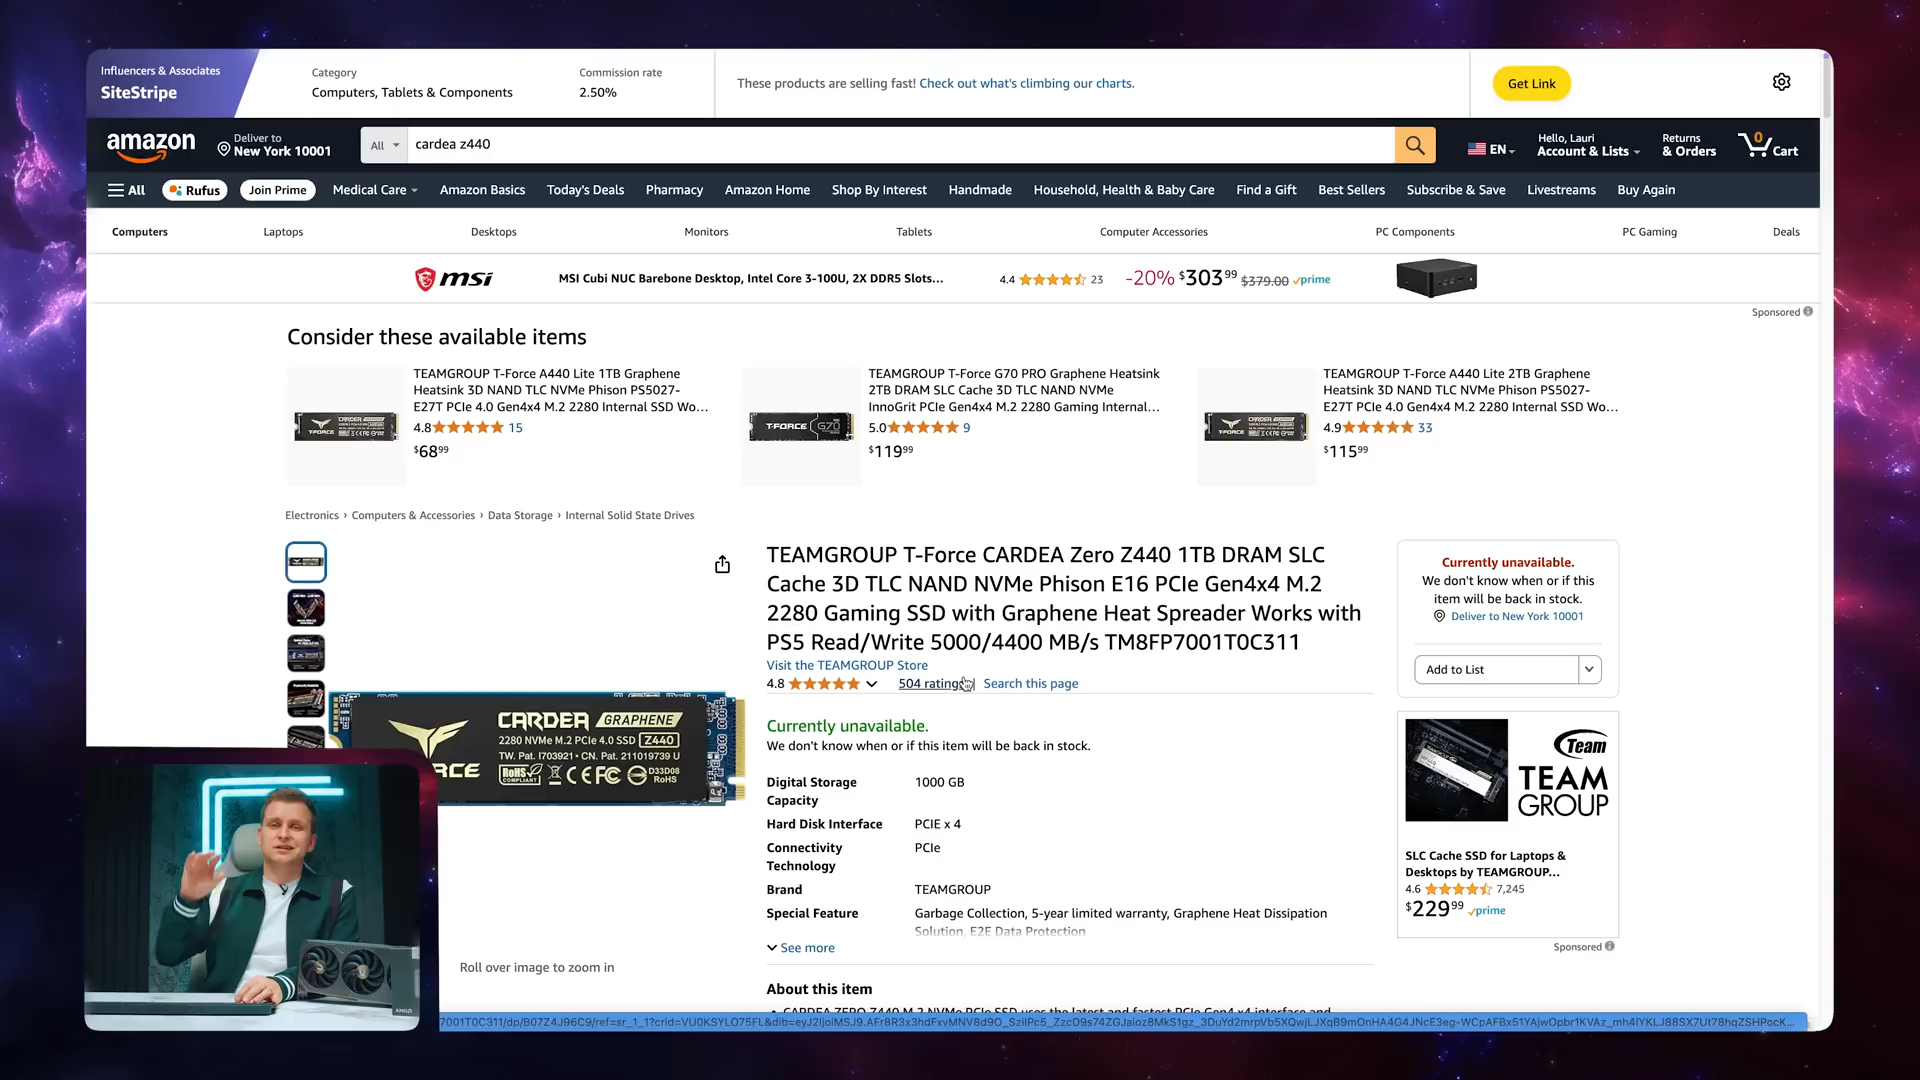 Influencers & Associates
SiteStripe
Category
Computers, Tablets & Components
Commission rate
2.50%
These products are selling fast! Check out what's climbing our charts.
Get Link
amazon
Deliver to
New York 10001
All
cardea z440
EN
Hello, Lauri
Account & Lists
Returns
& Orders
0
Cart
All
Rufus
Join Prime
Medical Care
Amazon Basics
Today's Deals
Pharmacy
Amazon Home
Shop By Interest
Handmade
Household, Health & Baby Care
Find a Gift
Best Sellers
Subscribe & Save
Livestreams
Buy Again
Computers
Laptops
Desktops
Monitors
Tablets
Computer Accessories
PC Components
PC Gaming
Deals
msi
MSI Cubi NUC Barebone Desktop, Intel Core 3-100U, 2X DDR5 Slots...
4.4
23
-20% $303.99 $379.00 prime
Sponsored
Consider these available items
TEAMGROUP T-Force A440 Lite 1TB Graphene
Heatsink 3D NAND TLC NVMe Phison PS5027-
E27T PCIe 4.0 Gen4x4 M.2 2280 Internal SSD Wo...
4.8 15
$68.99
TEAMGROUP T-Force G70 PRO Graphene Heatsink
2TB DRAM SLC Cache 3D TLC NAND NVMe
InnoGrit PCIe Gen4x4 M.2 2280 Gaming Internal...
5.0 9
$119.99
TEAMGROUP T-Force A440 Lite 2TB Graphene
Heatsink 3D NAND TLC NVMe Phison PS5027-
E27T PCIe 4.0 Gen4x4 M.2 2280 Internal SSD Wo...
4.9 33
$115.99
Electronics › Computers & Accessories › Data Storage › Internal Solid State Drives
TEAMGROUP T-Force CARDEA Zero Z440 1TB DRAM SLC
Cache 3D TLC NAND NVMe Phison E16 PCIe Gen4x4 M.2
2280 Gaming SSD with Graphene Heat Spreader Works with
PS5 Read/Write 5000/4400 MB/s TM8FP7001T0C311
Visit the TEAMGROUP Store
4.8
504 ratings
Search this page
Currently unavailable.
We don't know when or if this item will be back in stock.
Digital Storage
Capacity
1000 GB
Hard Disk Interface
PCIE x 4
Connectivity
Technology
PCIe
Brand
TEAMGROUP
Special Feature
Garbage Collection, 5-year limited warranty, Graphene Heat Dissipation
Solution, E2E Data Protection
See more
About this item
CARDEA ZERO Z440 M.2 NVMe PCIe SSD uses the latest and fastest PCIe Gen4 x4 interface and
CARDEA GRAPHENE
2280 NVMe M.2 PCIe 4.0 SSD Z440
TW. Pat. I703921 • CN. Pat. 211019739 U
RoHS
COMPLIANT
CE FC
D33D08
RoHS
RCE
Roll over image to zoom in
Currently unavailable.
We don't know when or if this
item will be back in stock.
Deliver to New York 10001
Add to List
Team
TEAM
GROUP
SLC Cache SSD for Laptops &
Desktops by TEAMGROUP...
4.6 7,245
$229.99 prime
Sponsored